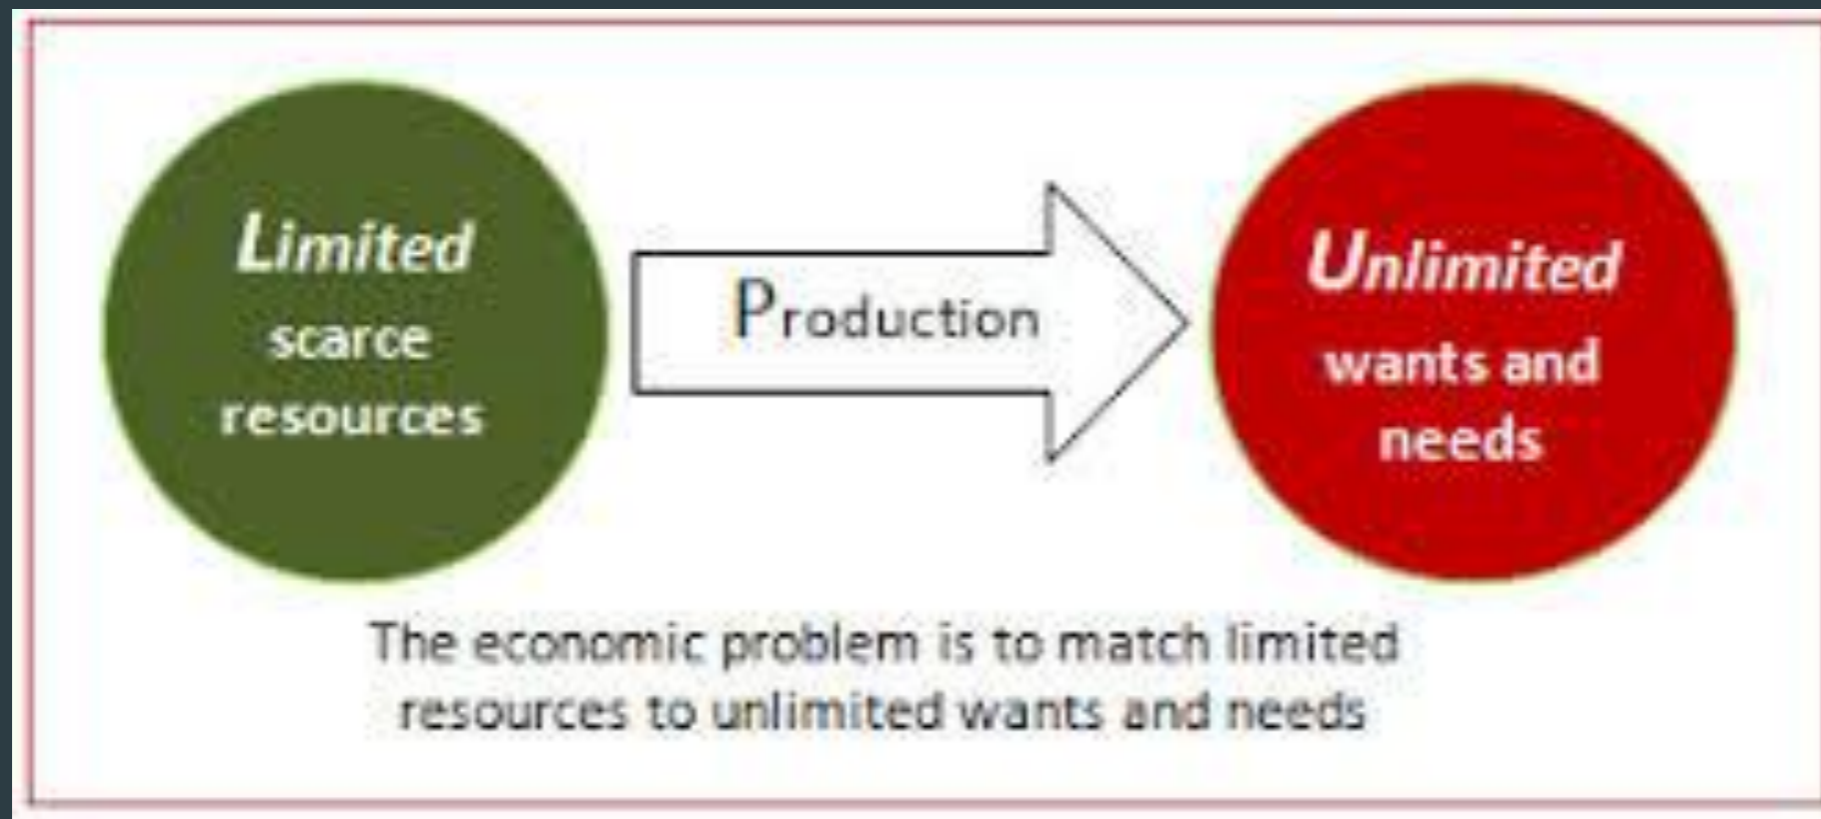 Limited
scarce
resources
Production
Unlimited
wants and
needs
The economic problem is to match limited
resources to unlimited wants and needs